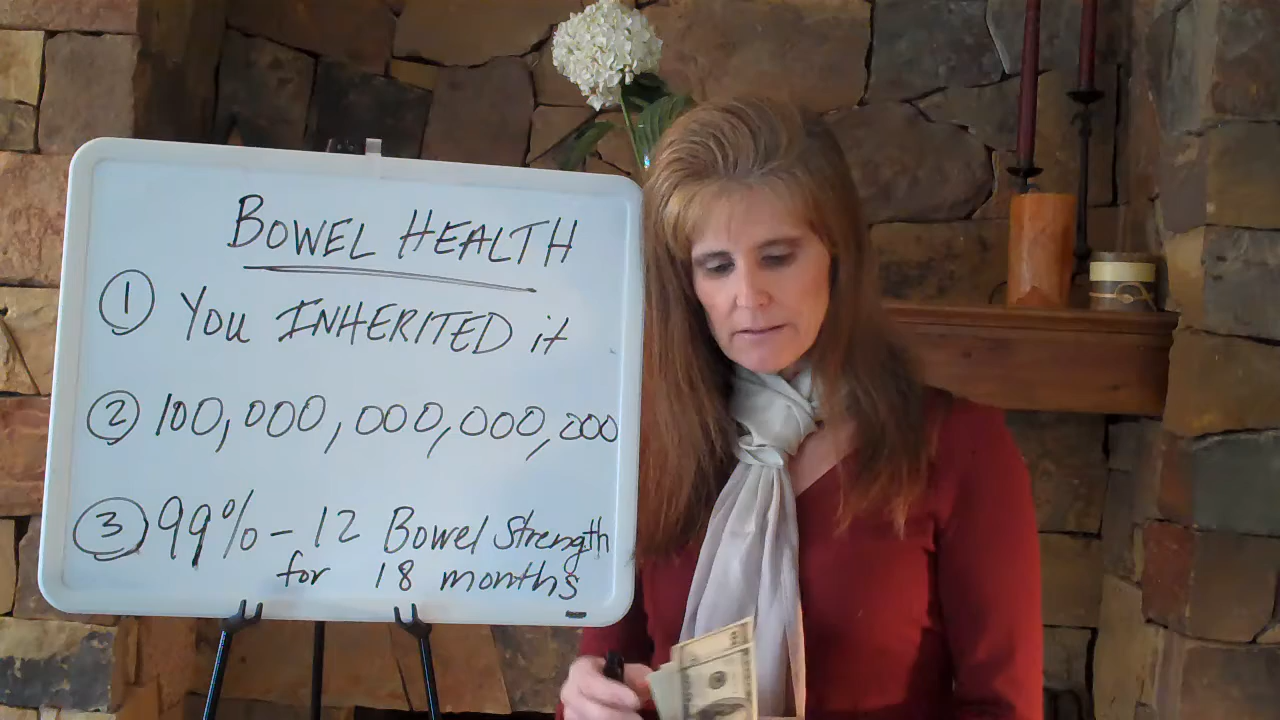 BOWEL HEALTH
① You INHERITED it
② 100,000,000,000,000
③ 99% - 12 Bowel Strength
for 18 months